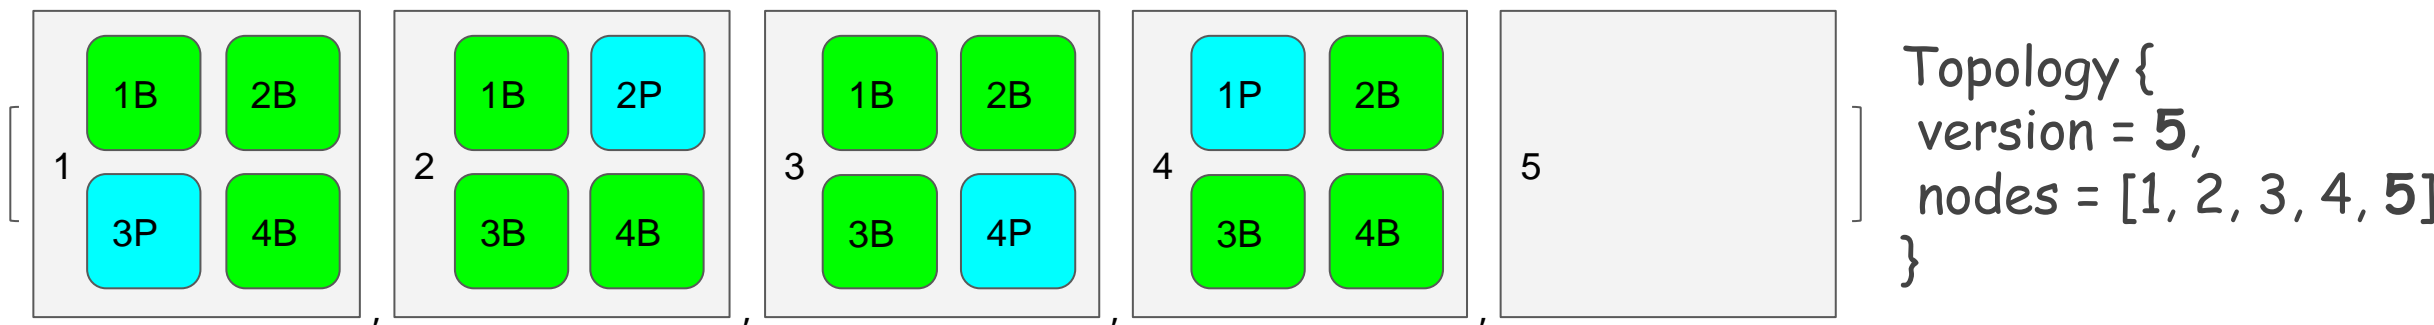 [ 1 1B 2B 3P 4B , 2 1B 2P 3B 4B , 3 1B 2B 3B 4P , 4 1P 2B 3B 4B , 5 ]
Topology {
version = 5,
nodes = [1, 2, 3, 4, 5]
}